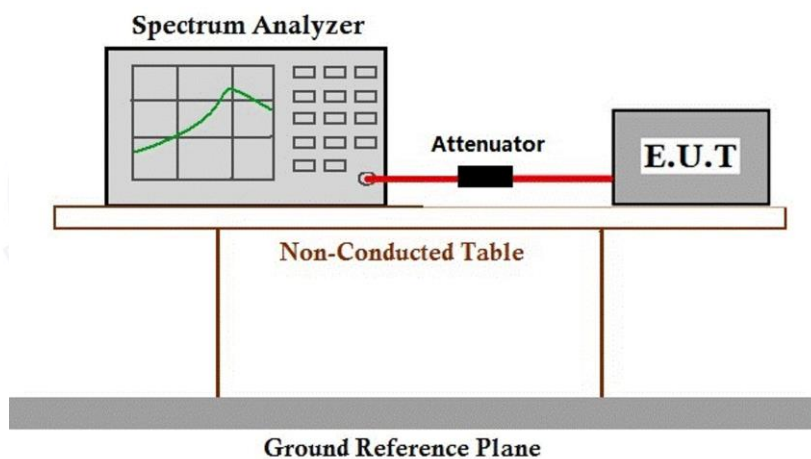 Spectrum Analyzer
Attenuator
E.U.T
Non-Conducted Table
Ground Reference Plane